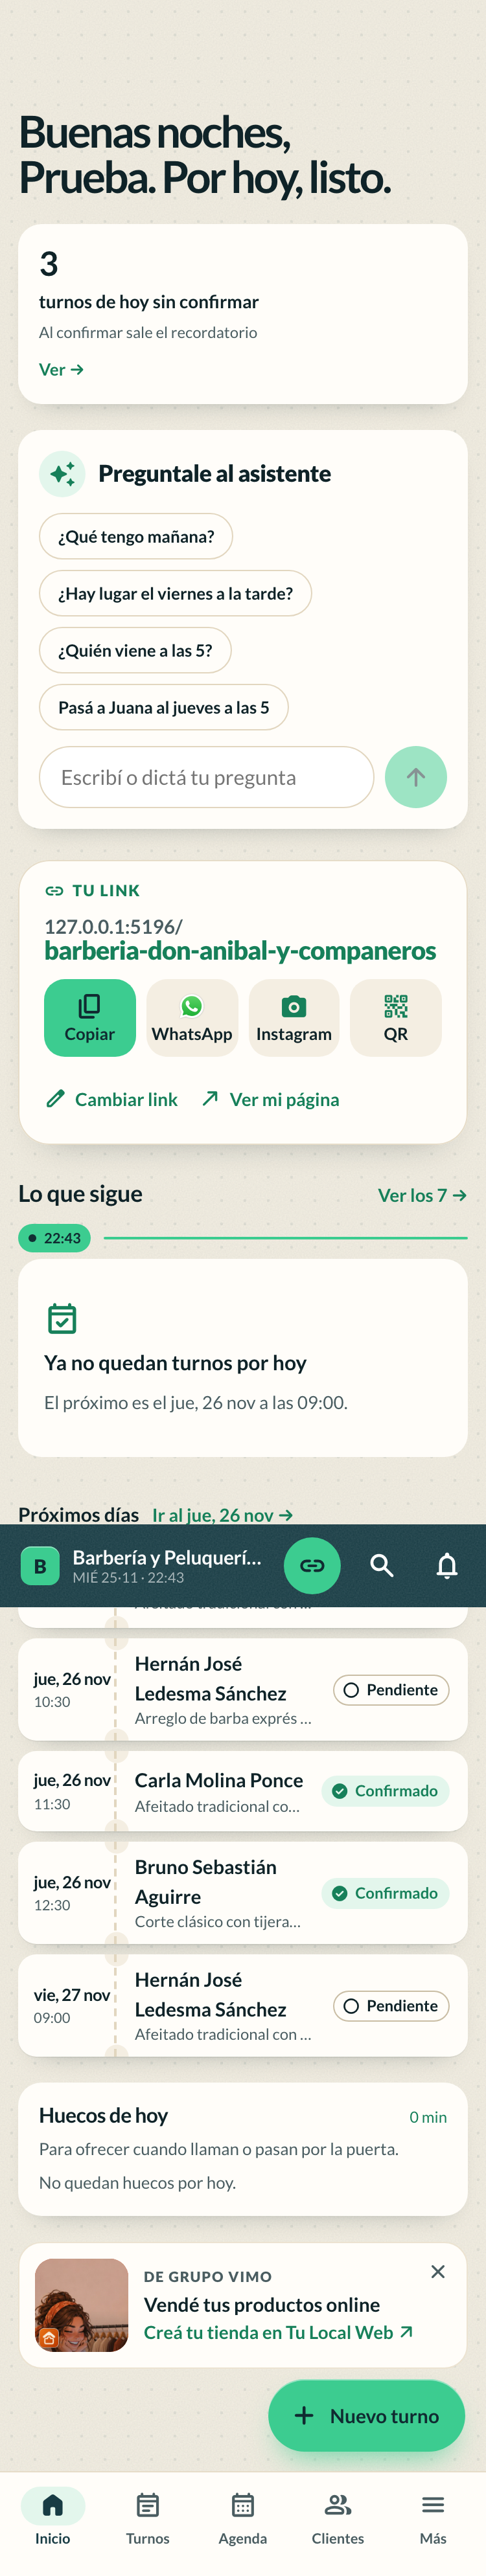 Buenas noches,
Prueba. Por hoy, listo.
3
turnos de hoy sin confirmar
Al confirmar sale el recordatorio
Ver →
Preguntale al asistente
¿Qué tengo mañana?
¿Hay lugar el viernes a la tarde?
¿Quién viene a las 5?
Pasá a Juana al jueves a las 5
Escribí o dictá tu pregunta
TU LINK
127.0.0.1:5196/
barberia-don-anibal-y-companeros
Copiar
WhatsApp
Instagram
QR
Cambiar link
Ver mi página
Lo que sigue
Ver los 7 →
22:43
Ya no quedan turnos por hoy
El próximo es el jue, 26 nov a las 09:00.
Próximos días
Ir al jue, 26 nov →
B
Barbería y Peluquerí...
MIÉ 25·11 · 22:43
jue, 26 nov
10:30
Hernán José
Ledesma Sánchez
Arreglo de barba exprés ...
Pendiente
jue, 26 nov
11:30
Carla Molina Ponce
Afeitado tradicional co...
Confirmado
jue, 26 nov
12:30
Bruno Sebastián
Aguirre
Corte clásico con tijera...
Confirmado
vie, 27 nov
09:00
Hernán José
Ledesma Sánchez
Afeitado tradicional con ...
Pendiente
Huecos de hoy
0 min
Para ofrecer cuando llaman o pasan por la puerta.
No quedan huecos por hoy.
DE GRUPO VIMO
Vendé tus productos online
Creá tu tienda en Tu Local Web ↗
Nuevo turno
Inicio
Turnos
Agenda
Clientes
Más